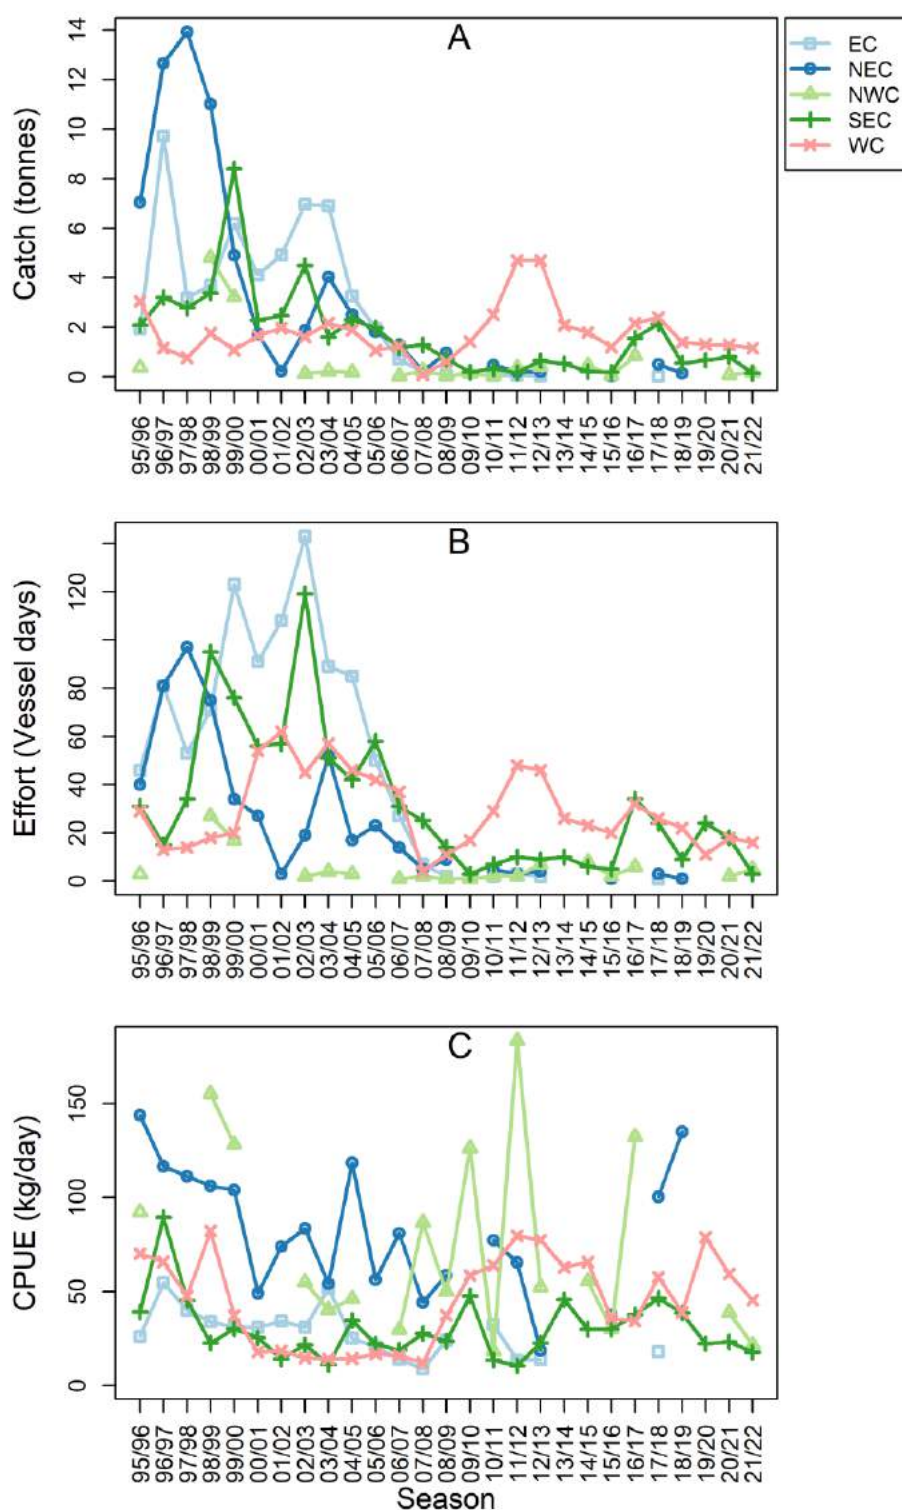 A
EC
NEC
NWC
SEC
WC
Catch (tonnes)
14
12
10
8
6
4
2
0
95/96 96/97 97/98 98/99 99/00 00/01 01/02 02/03 03/04 04/05 05/06 06/07 07/08 08/09 09/10 10/11 11/12 12/13 13/14 14/15 15/16 16/17 17/18 18/19 19/20 20/21 21/22
B
Effort (Vessel days)
120
80
60
40
20
0
95/96 96/97 97/98 98/99 99/00 00/01 01/02 02/03 03/04 04/05 05/06 06/07 07/08 08/09 09/10 10/11 11/12 12/13 13/14 14/15 15/16 16/17 17/18 18/19 19/20 20/21 21/22
C
CPUE (kg/day)
150
100
50
0
95/96 96/97 97/98 98/99 99/00 00/01 01/02 02/03 03/04 04/05 05/06 06/07 07/08 08/09 09/10 10/11 11/12 12/13 13/14 14/15 15/16 16/17 17/18 18/19 19/20 20/21 21/22
Season